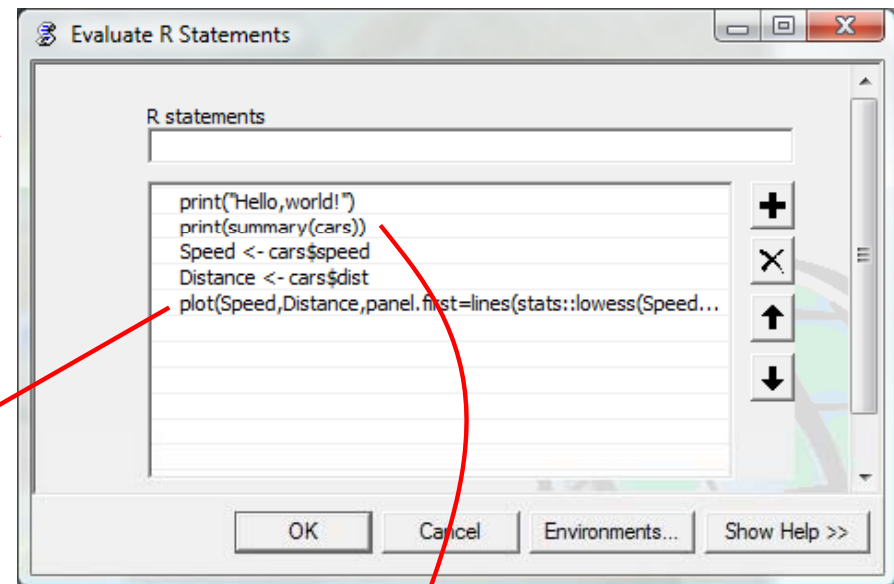 Evaluate R Statements
R statements
print("Hello,world!")
print(summary(cars))
Speed <- cars$speed
Distance <- cars$dist
plot(Speed,Distance,panel.first=lines(stats::lowess(Speed...
OK
Cancel
Environments...
Show Help >>